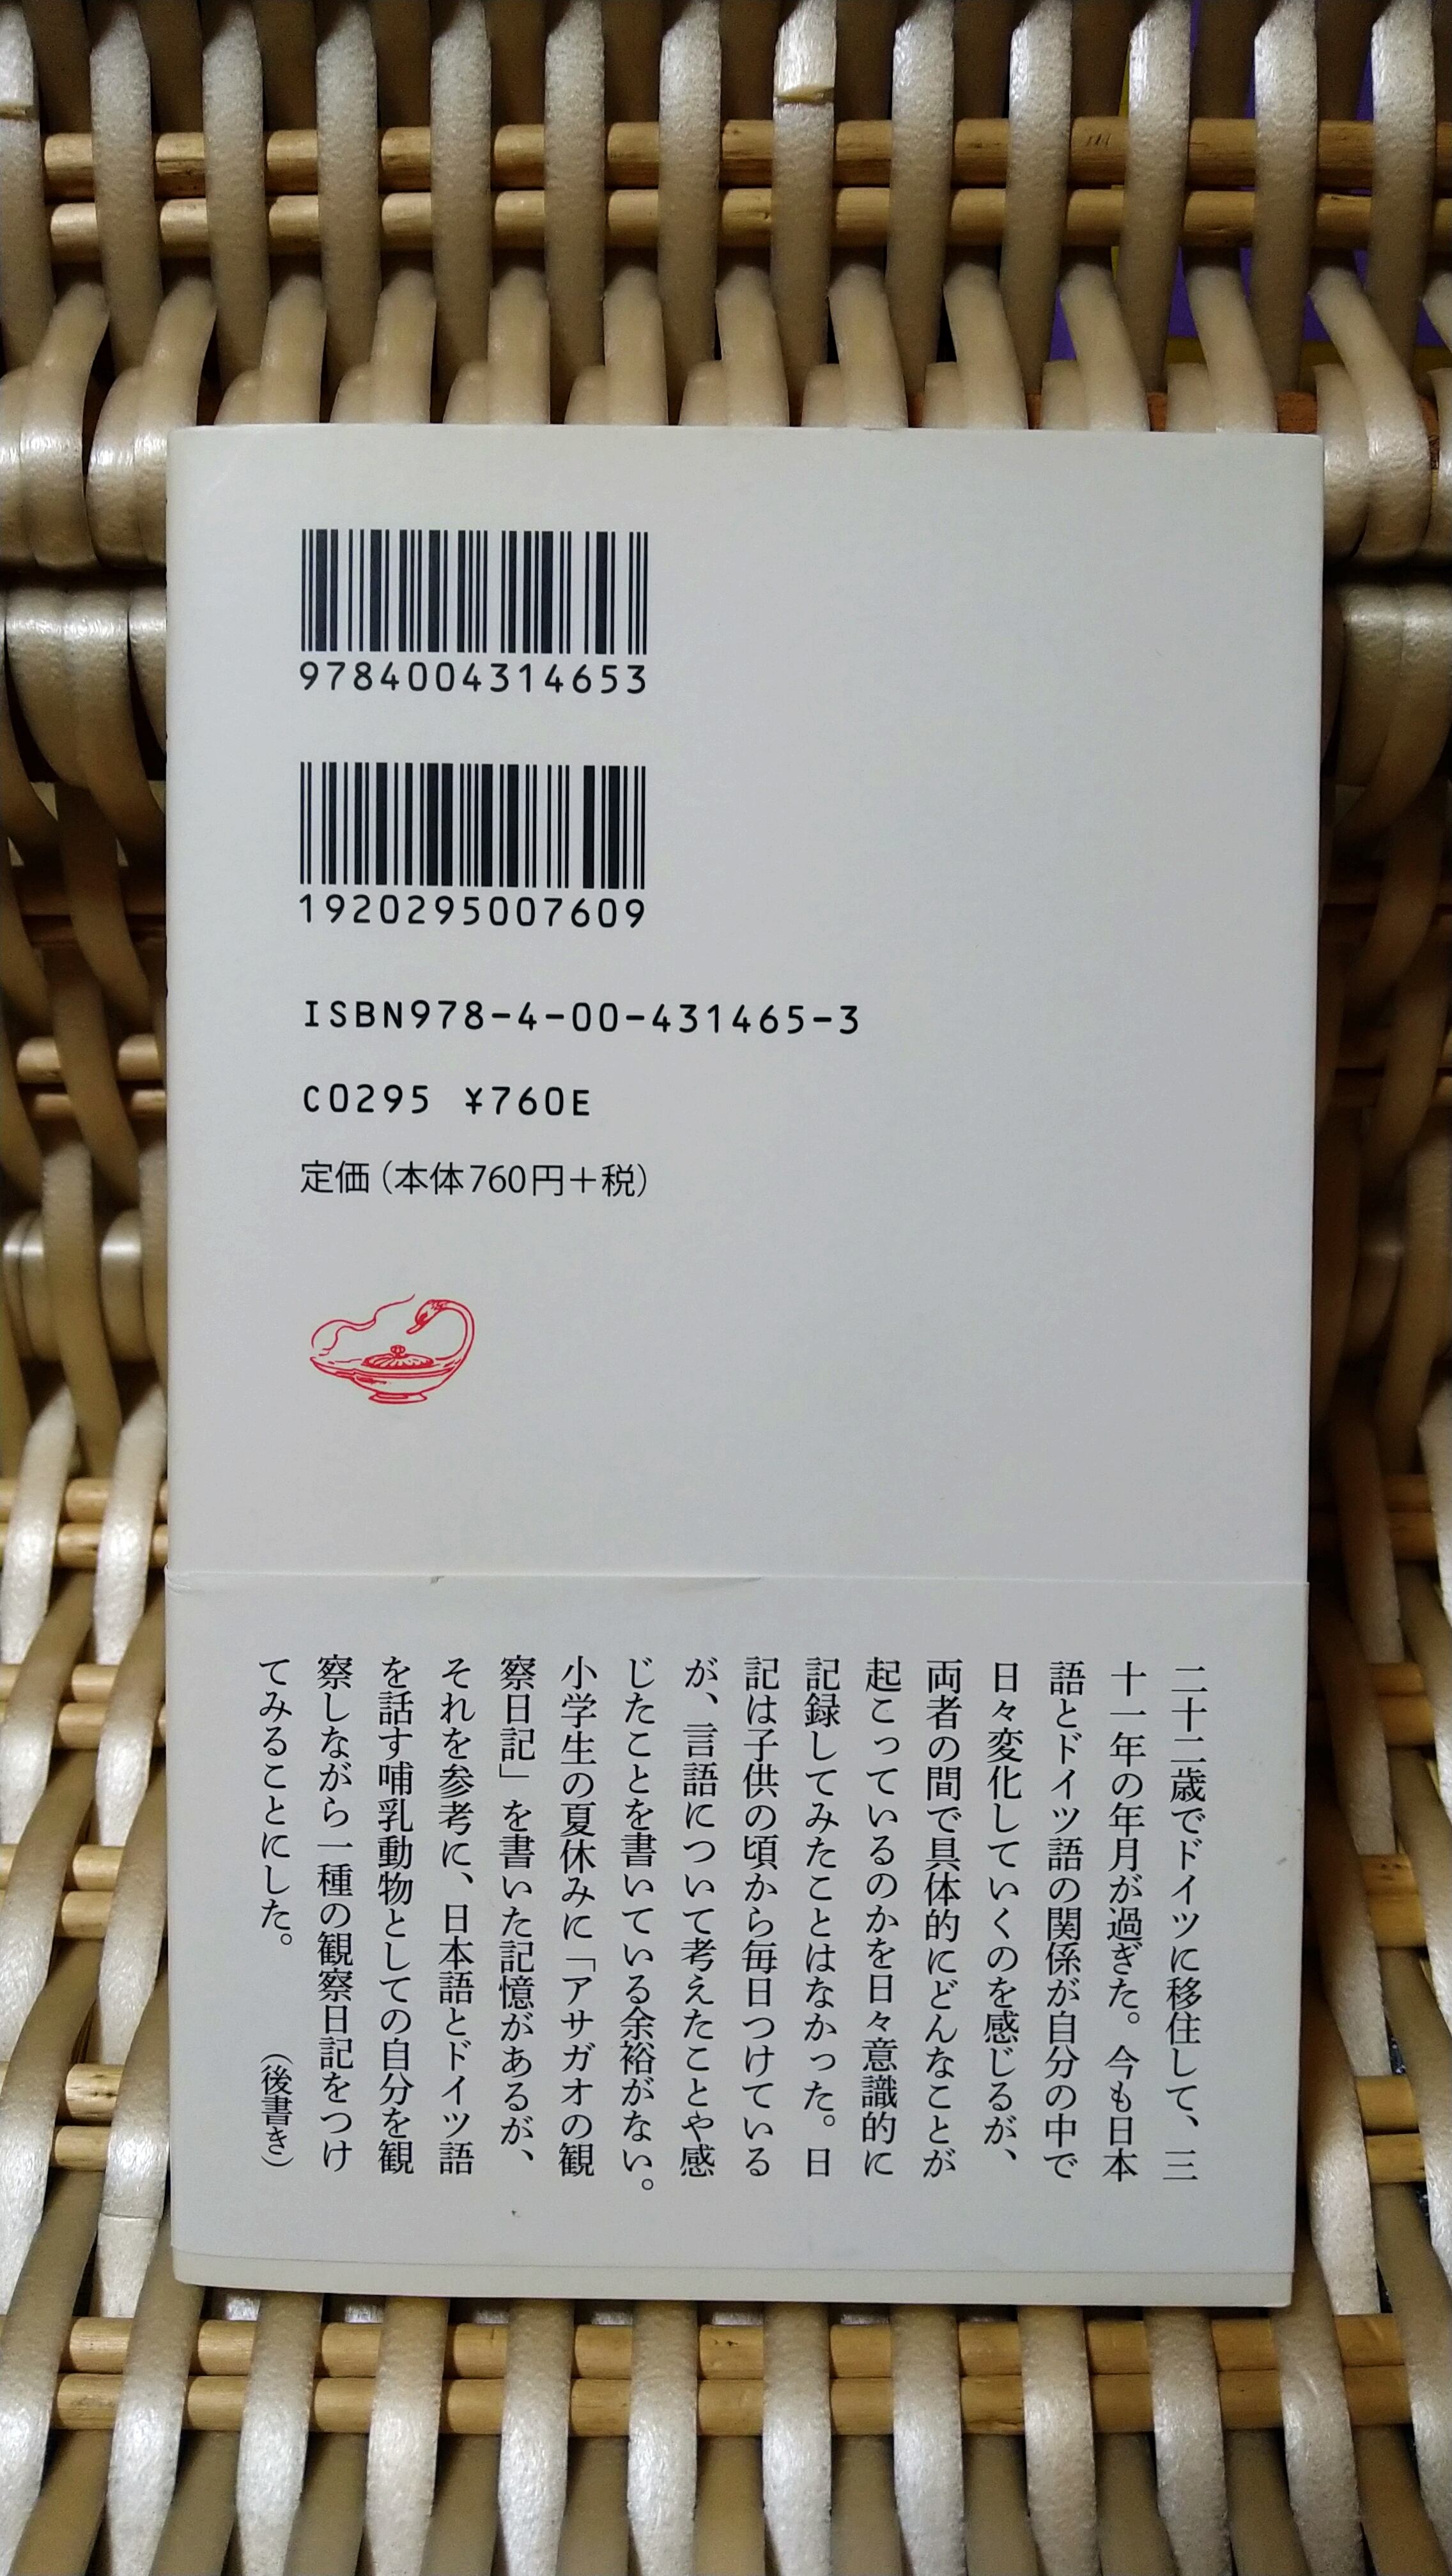 9784004314653
1920295007609
ISBN978-4-00-431465-3
C0295 ¥760E
定価(本体760円+税)
二十二歳でドイツに移住して、三
十一年の年月が過ぎた。今も日本
語とドイツ語の関係が自分の中で
日々変化していくのを感じるが、
両者の間で具体的にどんなことが
起こっているのかを日々意識的に
記録してみたことはなかった。日
記は子供の頃から毎日つけている
が、言語について考えたことや感
じたことを書いている余裕がない。
小学生の夏休みに「アサガオの観
察日記」を書いた記憶があるが、
それを参考に、日本語とドイツ語
を話す哺乳動物としての自分を観
察しながら一種の観察日記をつけ
てみることにした。
(後書き)